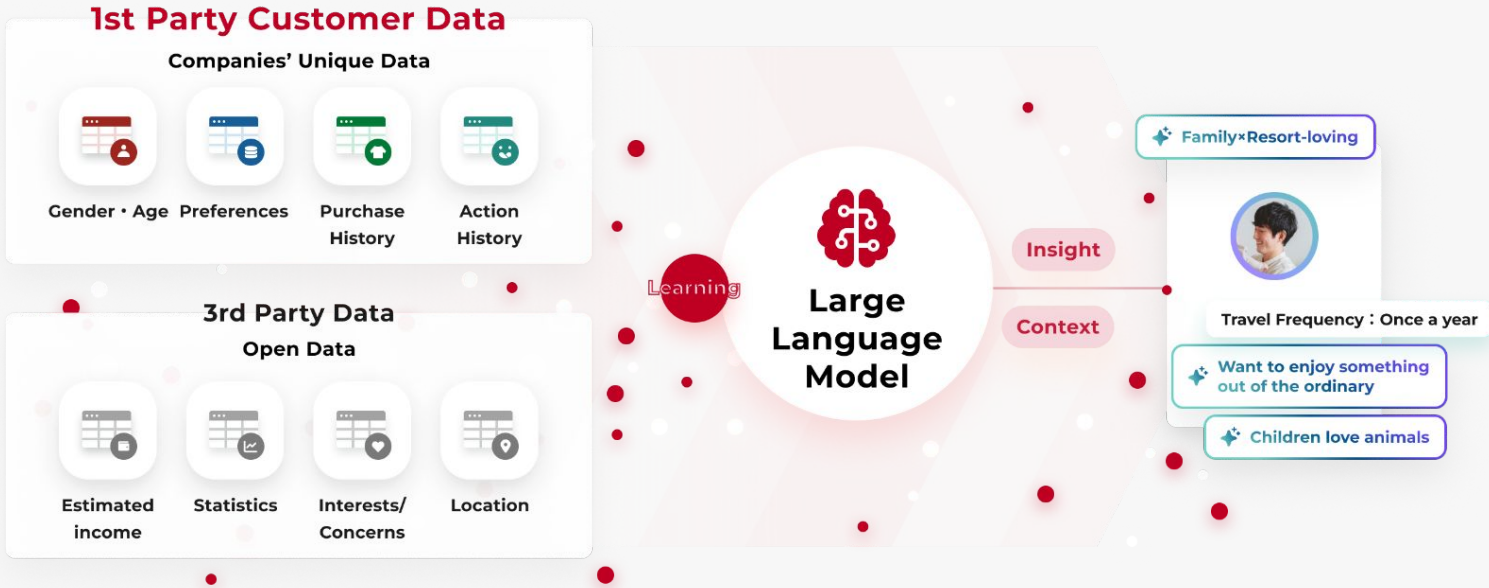 1st Party Customer Data
Companies’ Unique Data
Gender・Age
Preferences
Purchase
History
Action
History
3rd Party Data
Open Data
Estimated
income
Statistics
Interests/
Concerns
Location
Learning
Large
Language
Model
Insight
Context
Family×Resort-loving
Travel Frequency：Once a year
Want to enjoy something
out of the ordinary
Children love animals